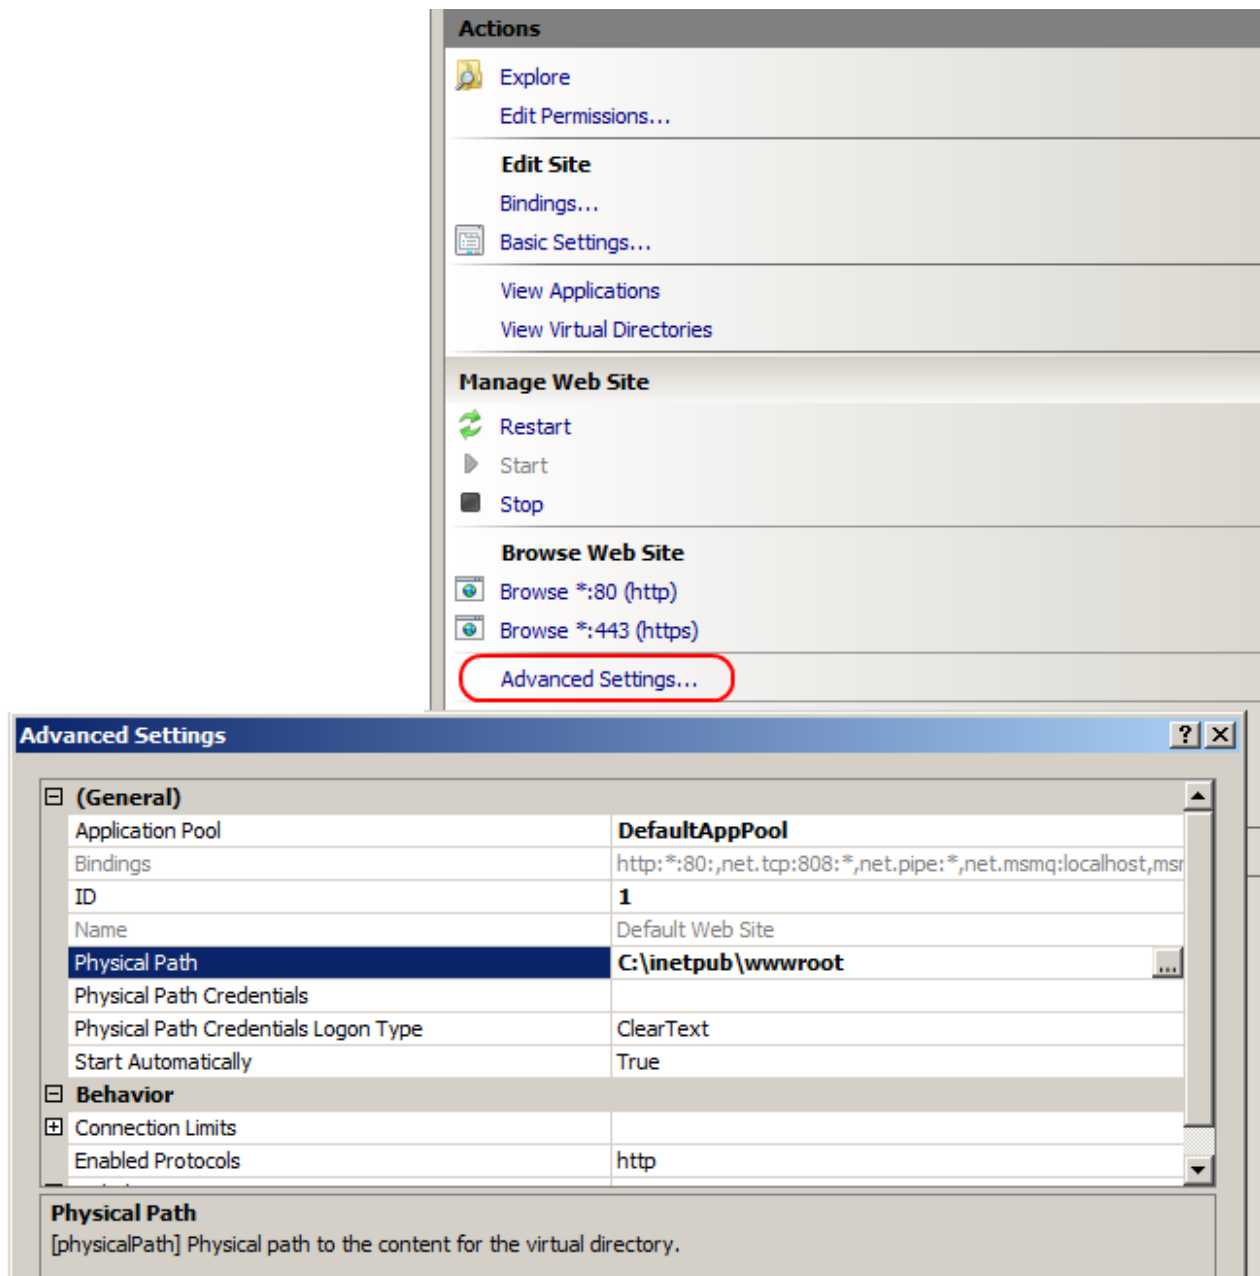 Actions
Explore
Edit Permissions...
Edit Site
Bindings...
Basic Settings...
View Applications
View Virtual Directories
Manage Web Site
Restart
Start
Stop
Browse Web Site
Browse *:80 (http)
Browse *:443 (https)
Advanced Settings...
Advanced Settings
(General)
Application Pool DefaultAppPool
Bindings http:*:80:,net.tcp:808:*,net.pipe:*,net.msmq:localhost,msr
ID 1
Name Default Web Site
Physical Path C:\inetpub\wwwroot ...
Physical Path Credentials
Physical Path Credentials Logon Type ClearText
Start Automatically True
Behavior
Connection Limits
Enabled Protocols http
Physical Path
[physicalPath] Physical path to the content for the virtual directory.